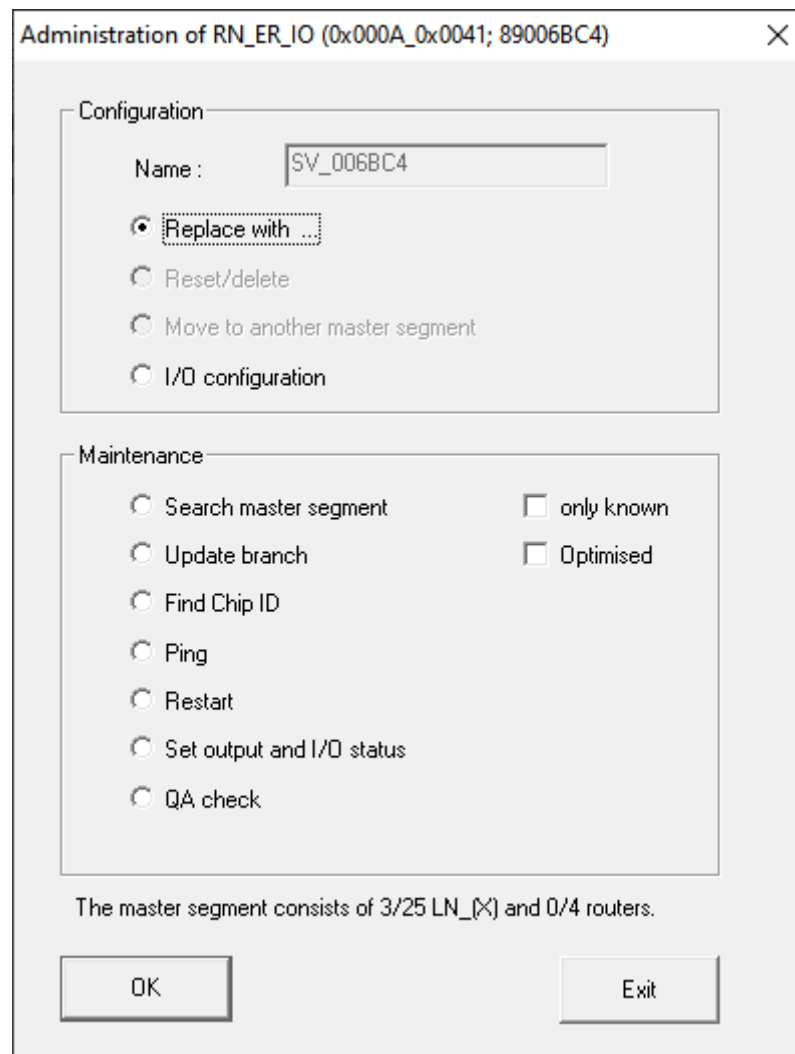 Administration of RN_ER_IO (0x000A_0x0041; 89006BC4)
Configuration
Name : SV_006BC4
Replace with ...
Reset/delete
Move to another master segment
I/O configuration
Maintenance
Search master segment only known
Update branch Optimised
Find Chip ID
Ping
Restart
Set output and I/O status
QA check
The master segment consists of 3/25 LN_(X) and 0/4 routers.
OK Exit